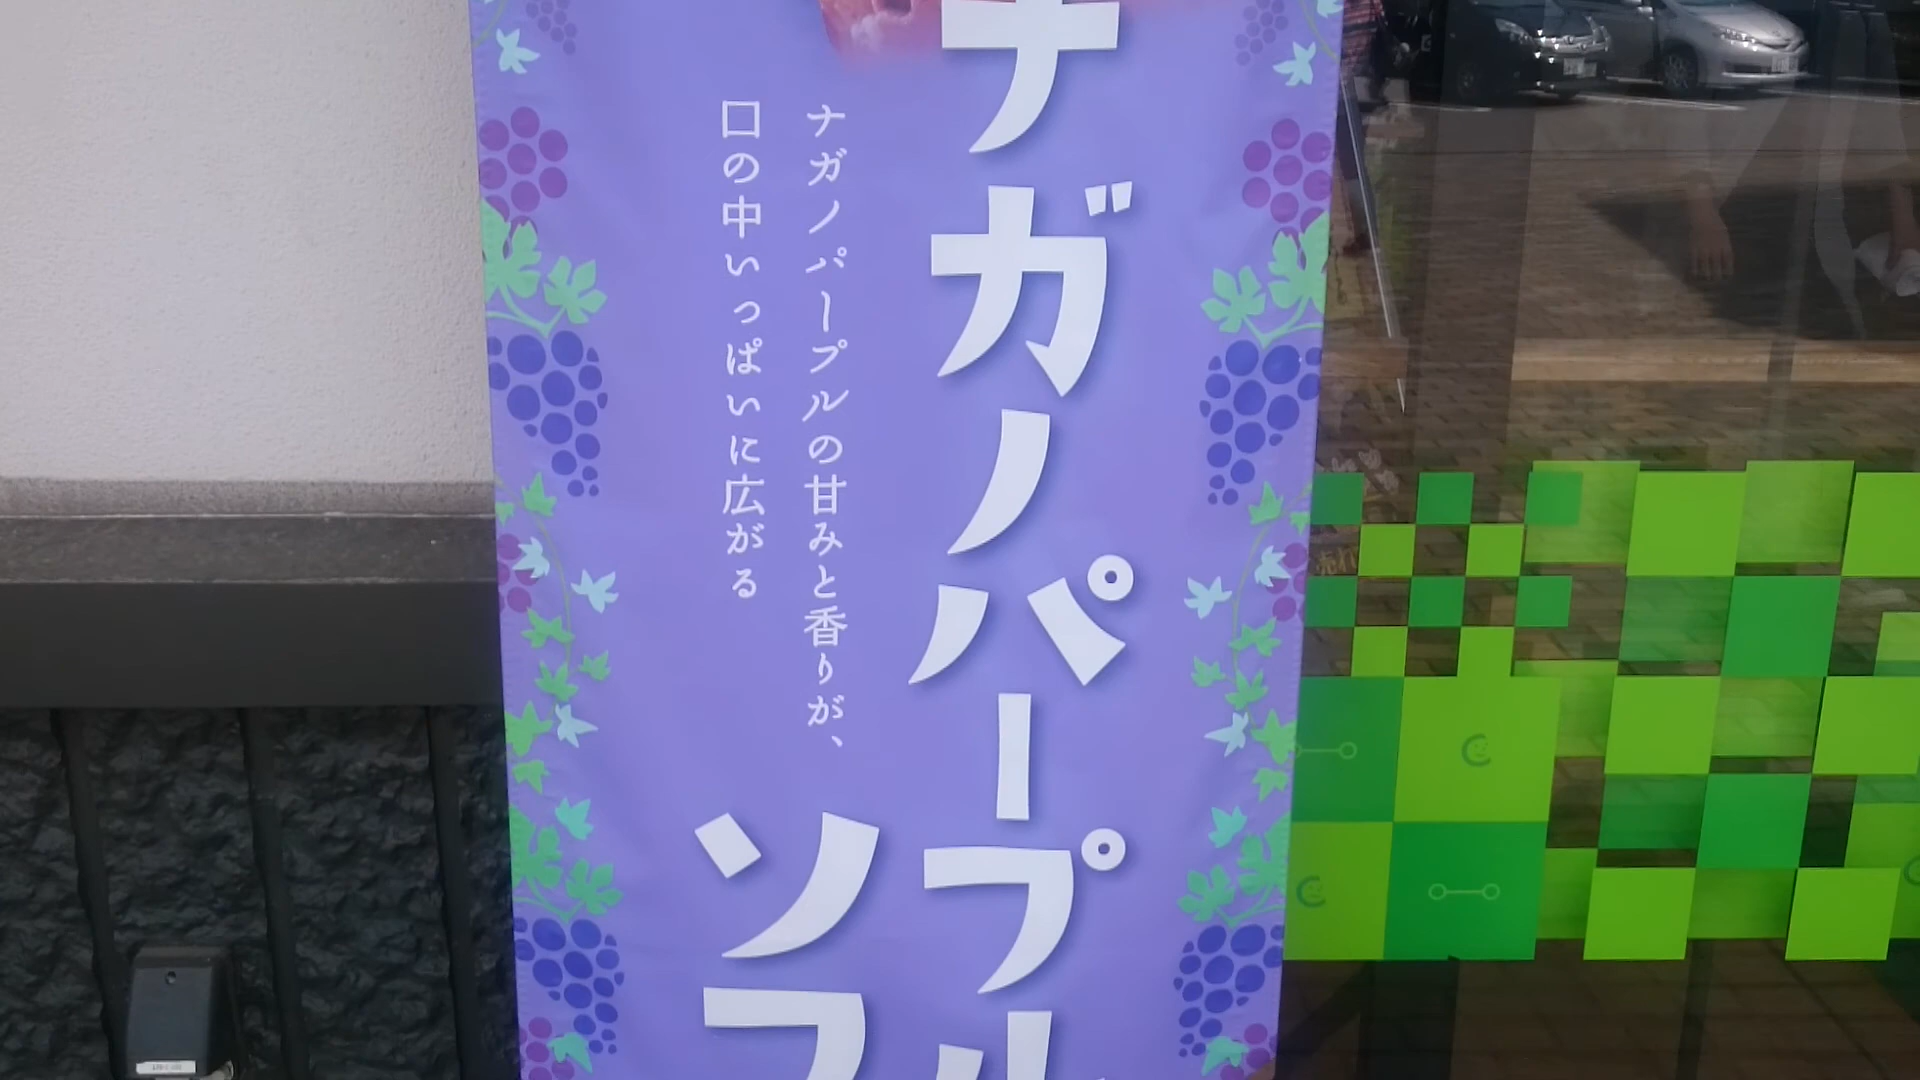 ナガノパープル
ナガノパープルの甘みと香りが、
口の中いっぱいに広がる
ソフ